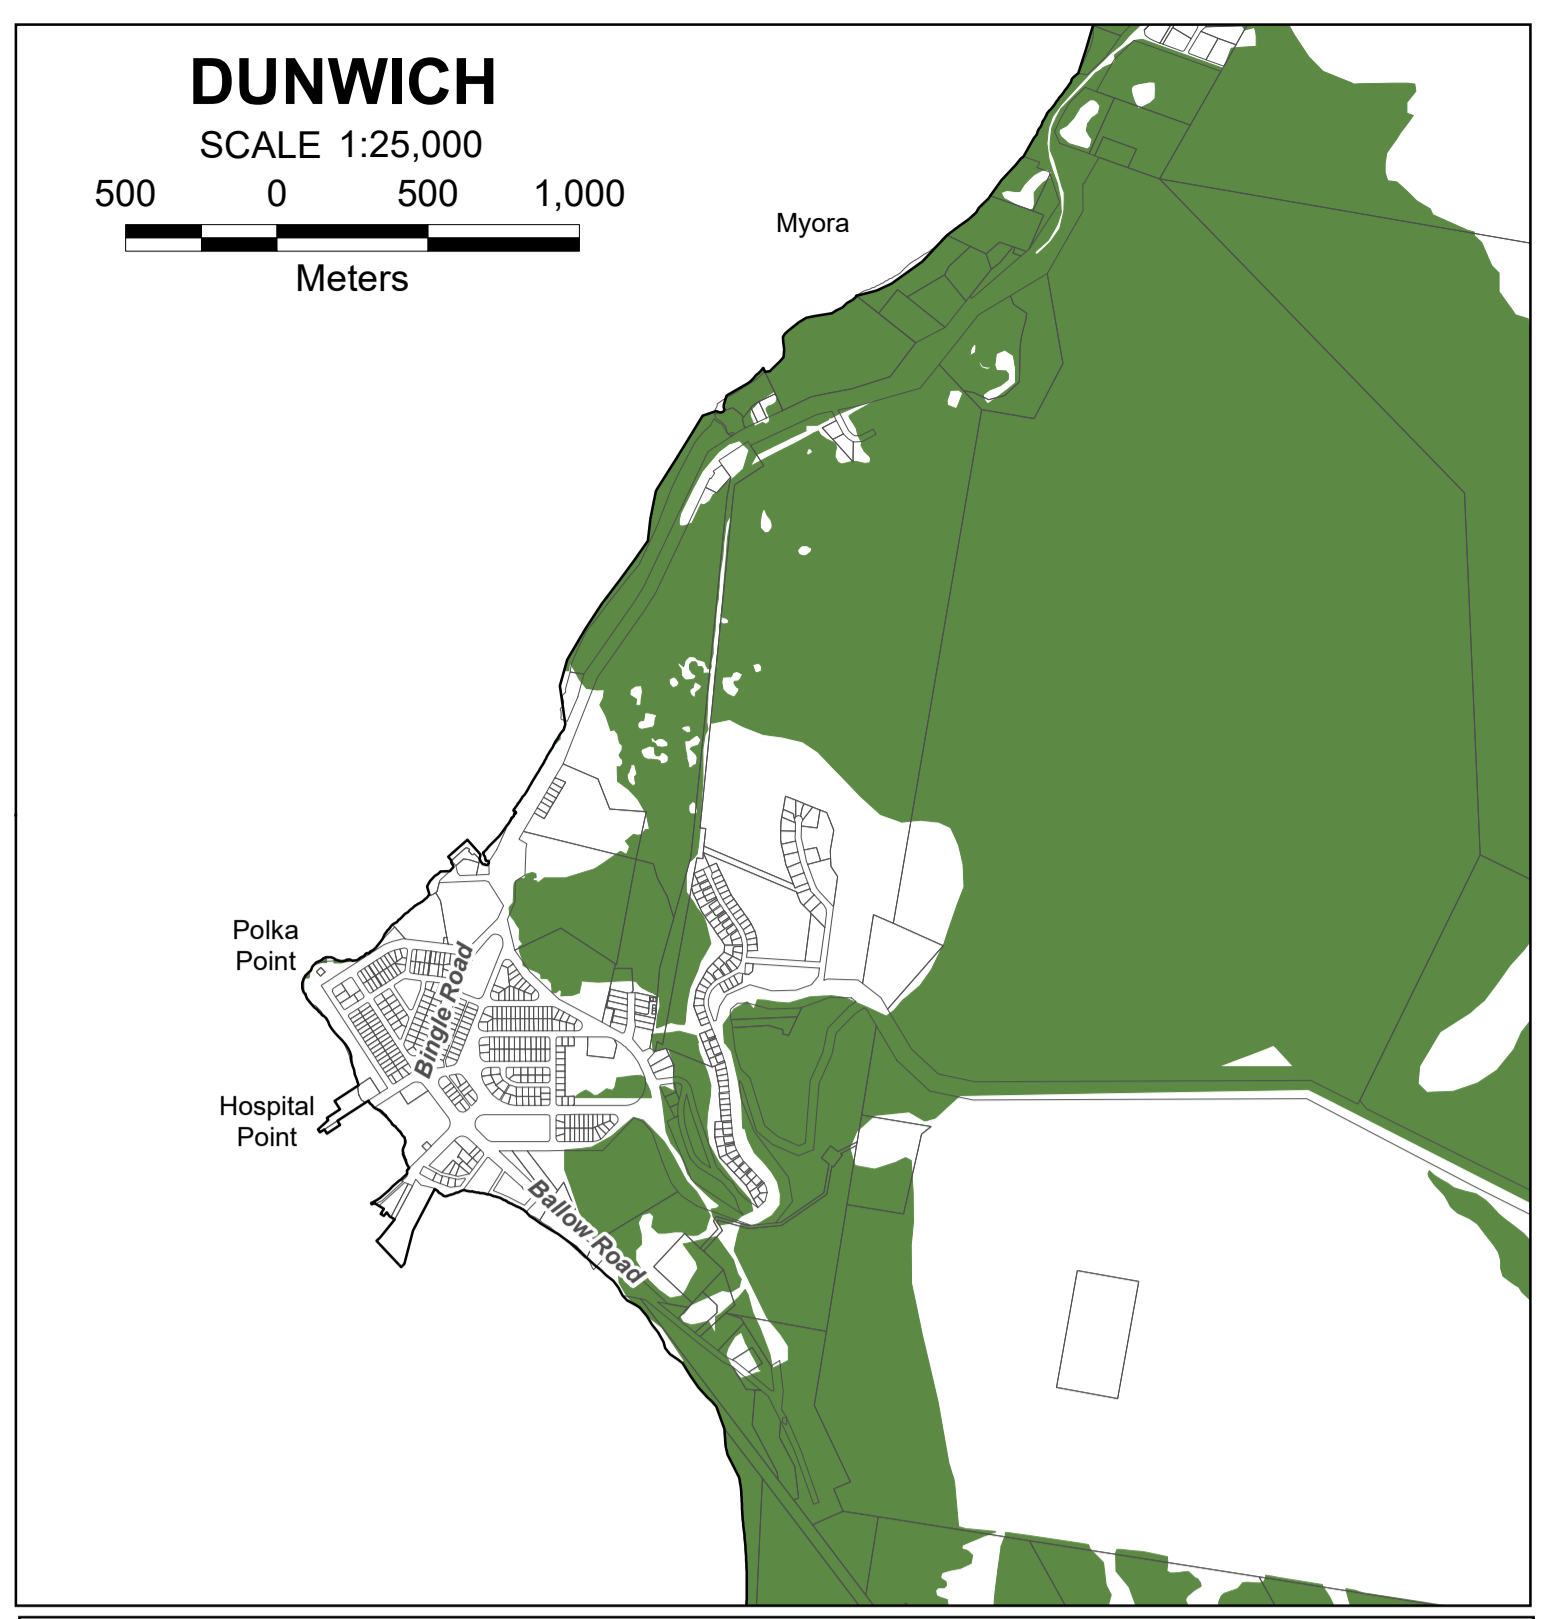 DUNWICH
SCALE 1:25,000
500 0 500 1,000
Meters
Myora
Polka
Point
Bingle Road
Hospital
Point
Ballow Road